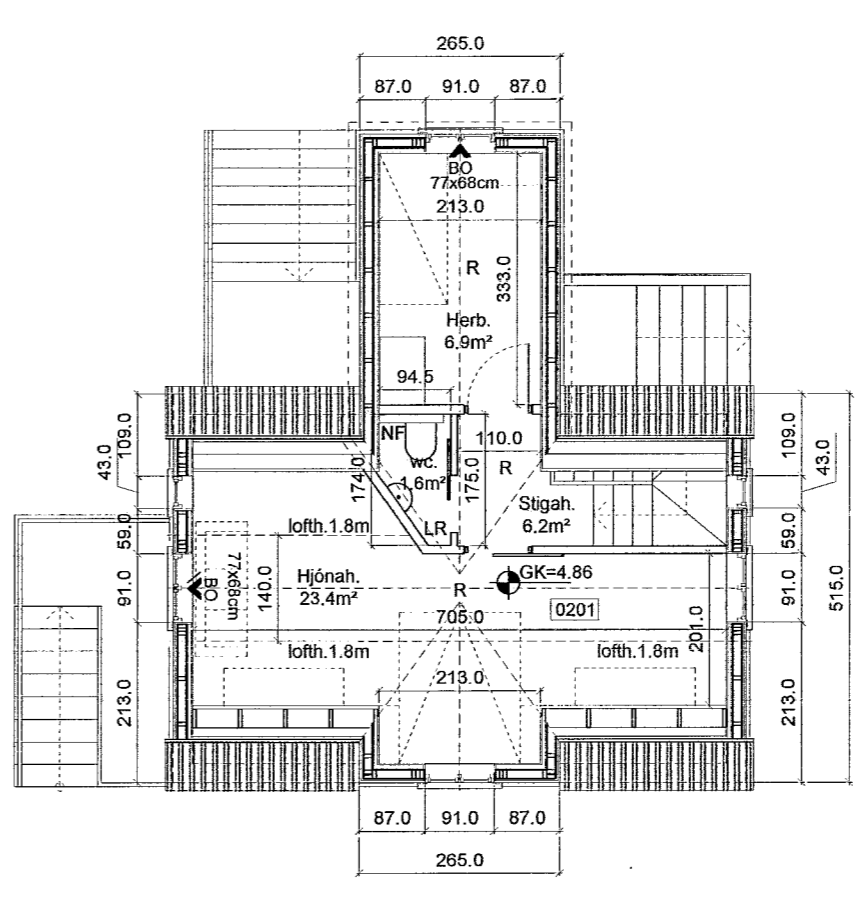 265.0
87.0 91.0 87.0
BO
77x68cm
213.0
R
333.0
Herb.
6.9m²
94.5
109.0
43.0
59.0
91.0
213.0
NF
wc.
1,6m²
174.0
175.0
110.0
R
LR
Stigah.
6,2m²
lofth.1.8m
77x68cm
BO
140.0
Hjónah.
23,4m²
R
GK=4.86
0201
705.0
201.0
lofth.1.8m
lofth.1.8m
213.0
109.0
43.0
59.0
91.0
213.0
515.0
87.0 91.0 87.0
265.0